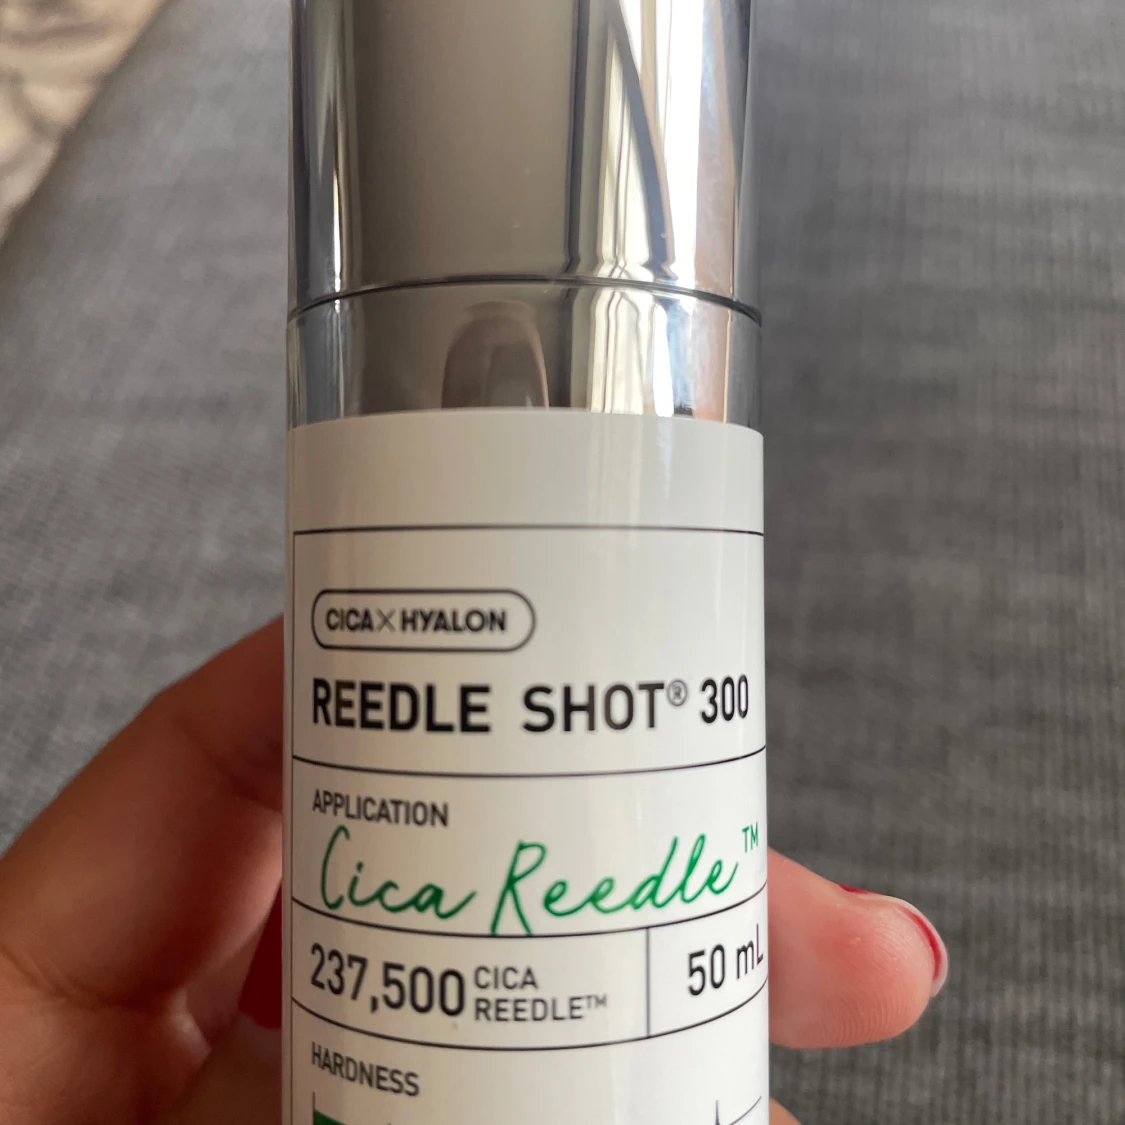 CICA×HYALON
REEDLE SHOT® 300
APPLICATION
Cica Reedle™
237,500 CICA REEDLE™
50 mL
HARDNESS